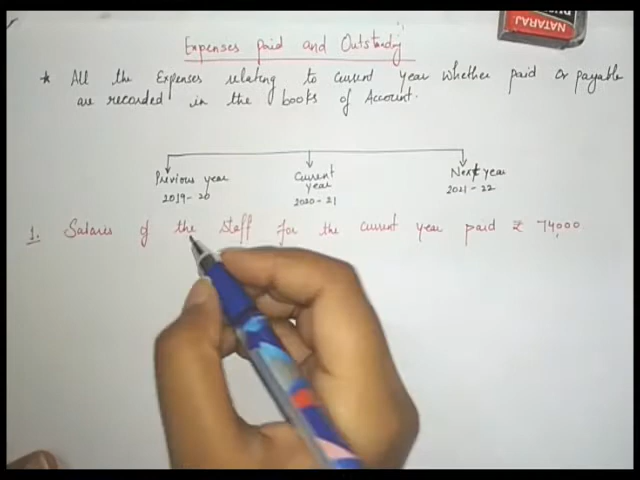 Expenses paid and Outstanding
* All the Expenses relating to current year whether paid or payable
are recorded in the books of Account.
Previous year
2019-20
Current
year
2020-21
Next year
2021-22
1. Salaries of the staff for the current year paid ₹ 74,000
NATARAJ